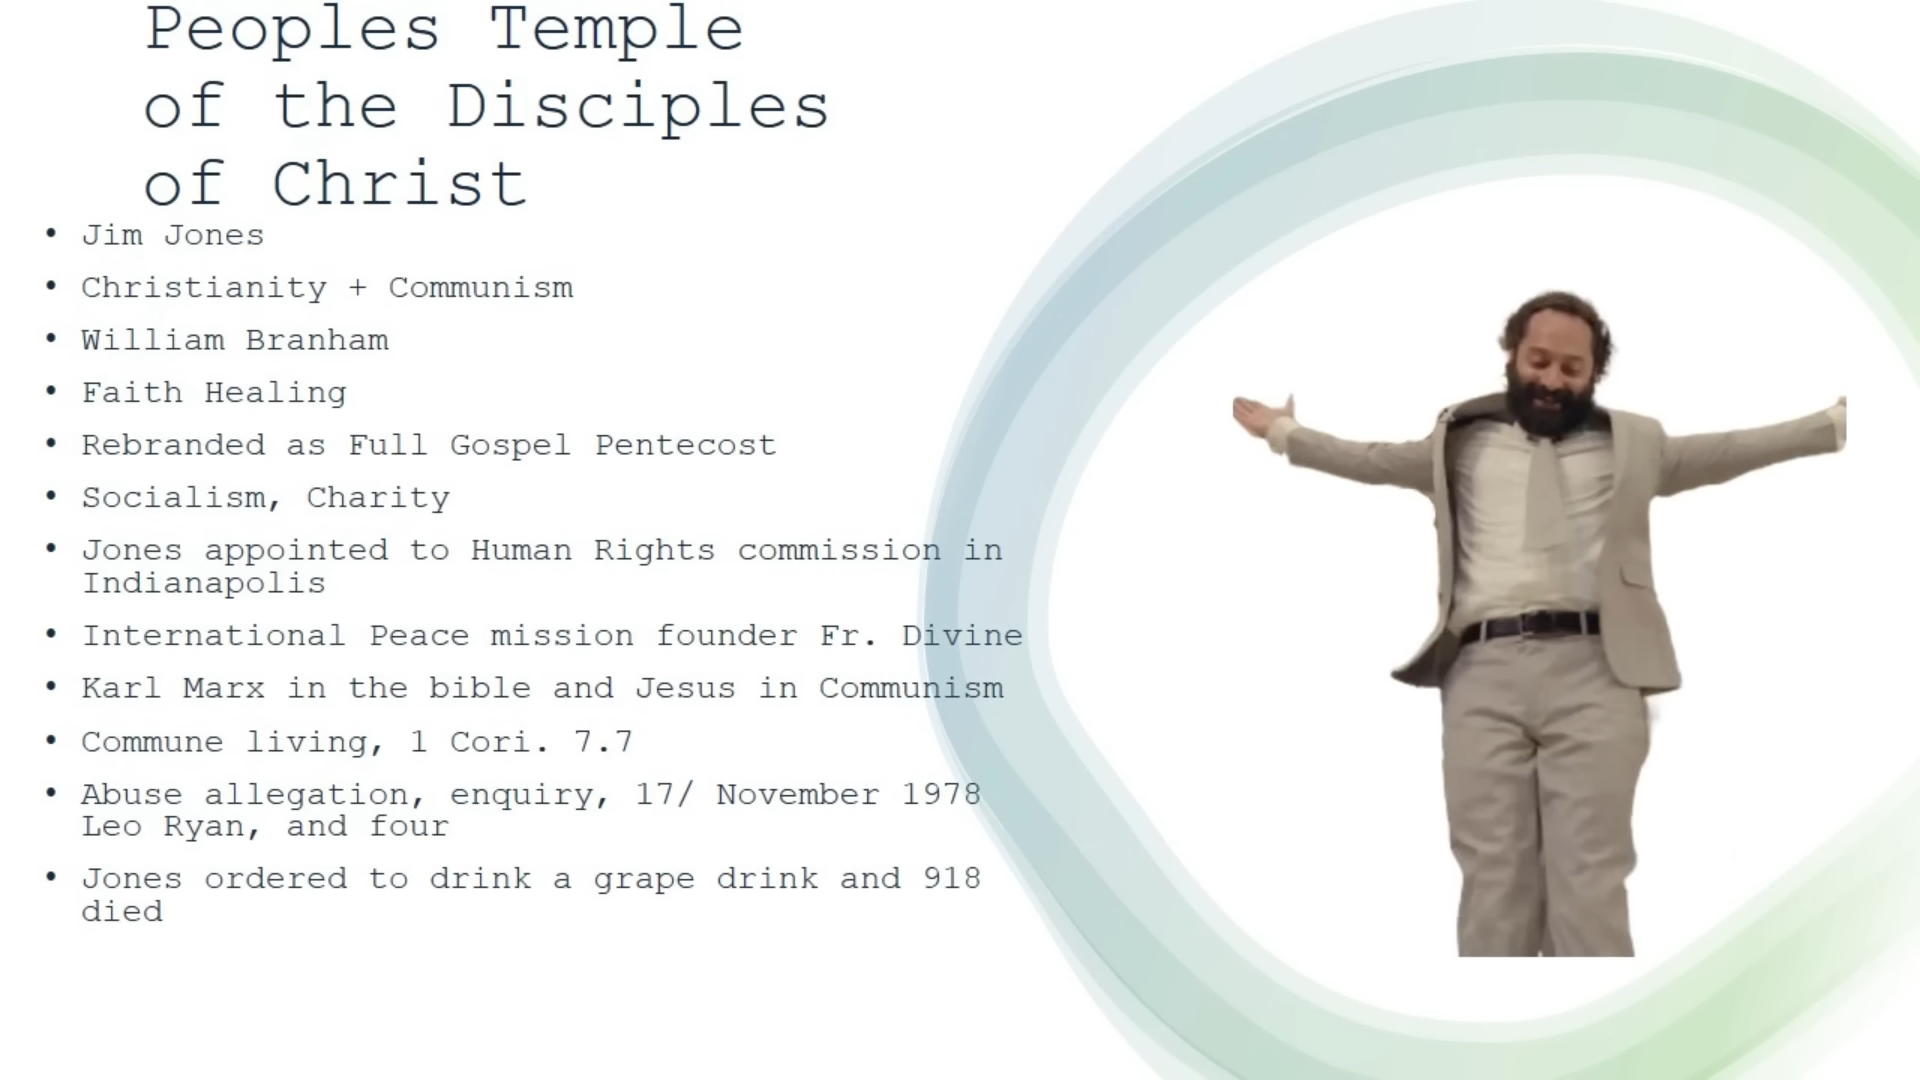 Peoples Temple
of the Disciples
of Christ
• Jim Jones
• Christianity + Communism
• William Branham
• Faith Healing
• Rebranded as Full Gospel Pentecost
• Socialism, Charity
• Jones appointed to Human Rights commission in
Indianapolis
• International Peace mission founder Fr. Divine
• Karl Marx in the bible and Jesus in Communism
• Commune living, 1 Cori. 7.7
• Abuse allegation, enquiry, 17/ November 1978
Leo Ryan, and four
• Jones ordered to drink a grape drink and 918
died